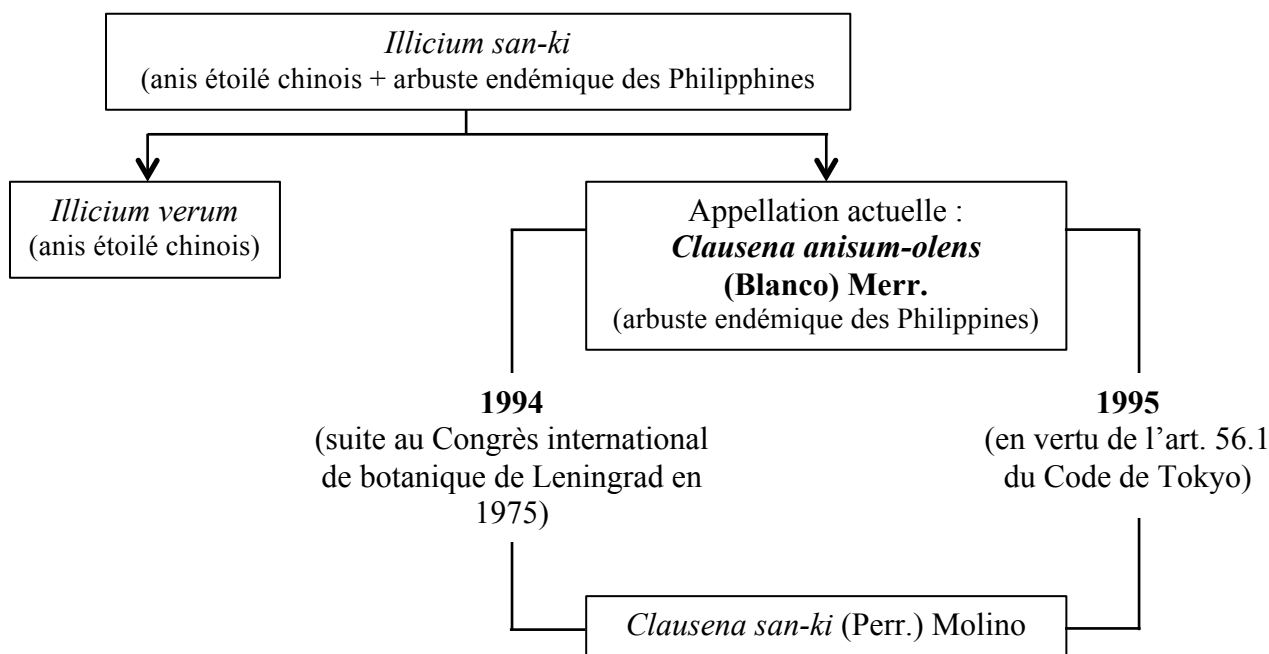 Illicium san-ki
(anis étoilé chinois + arbuste endémique des Philipphines
Illicium verum
(anis étoilé chinois)
Appellation actuelle :
Clausena anisum-olens
(Blanco) Merr.
(arbuste endémique des Philippines)
1994
(suite au Congrès international
de botanique de Leningrad en
1975)
1995
(en vertu de l’art. 56.1
du Code de Tokyo)
Clausena san-ki (Perr.) Molino